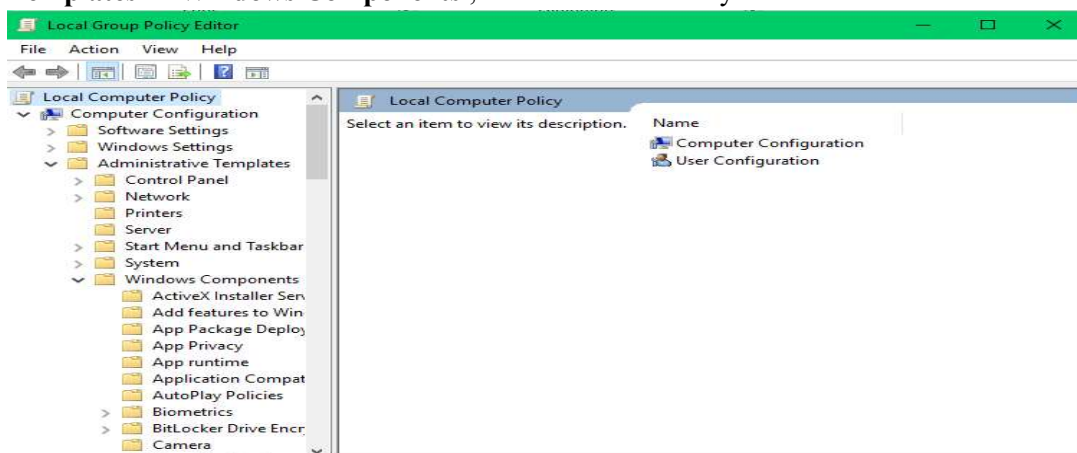 Local Group Policy Editor
File Action View Help
Local Computer Policy
Computer Configuration
Software Settings
Windows Settings
Administrative Templates
Control Panel
Network
Printers
Server
Start Menu and Taskbar
System
Windows Components
ActiveX Installer Serv
Add features to Win
App Package Deploy
App Privacy
App runtime
Application Compat
AutoPlay Policies
Biometrics
BitLocker Drive Encr
Camera
Local Computer Policy
Select an item to view its description.
Name
Computer Configuration
User Configuration